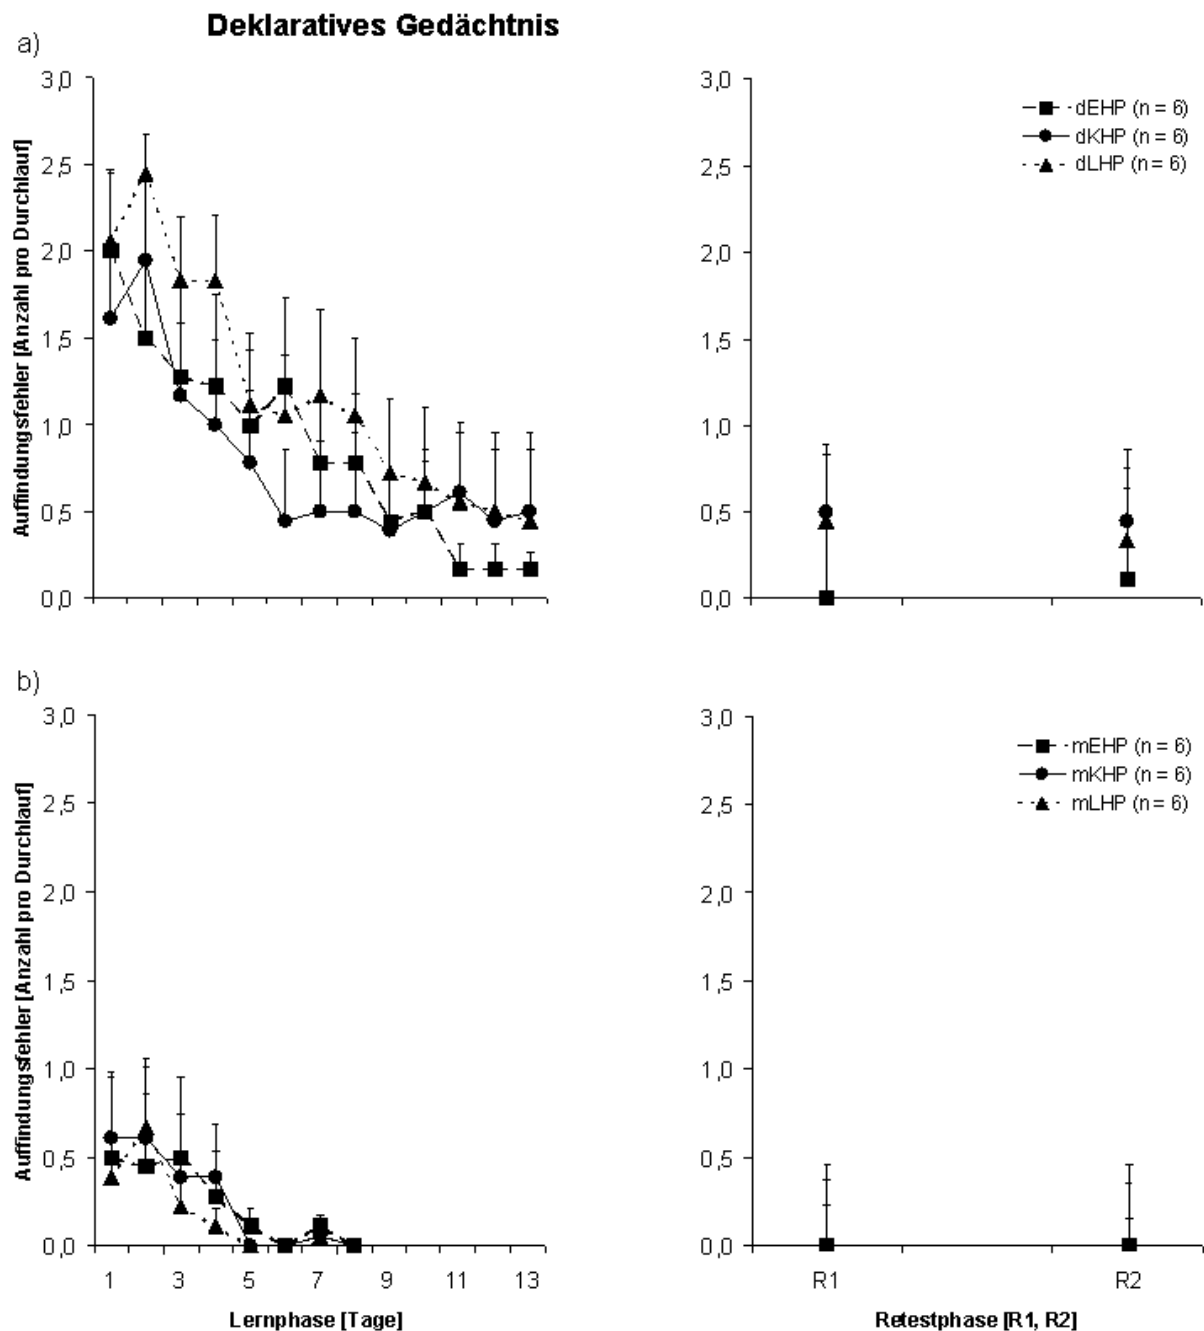 Deklaratives Gedächtnis
a)
Auffindungsfehler [Anzahl pro Durchlauf]
3,0
2,5
2,0
1,5
1,0
0,5
0,0
3,0
2,5
2,0
1,5
1,0
0,5
0,0
dEHP (n = 6)
dKHP (n = 6)
dLHP (n = 6)
b)
Auffindungsfehler [Anzahl pro Durchlauf]
3,0
2,5
2,0
1,5
1,0
0,5
0,0
1 3 5 7 9 11 13
Lernphase [Tage]
3,0
2,5
2,0
1,5
1,0
0,5
0,0
mEHP (n = 6)
mKHP (n = 6)
mLHP (n = 6)
R1 R2
Retestphase [R1, R2]